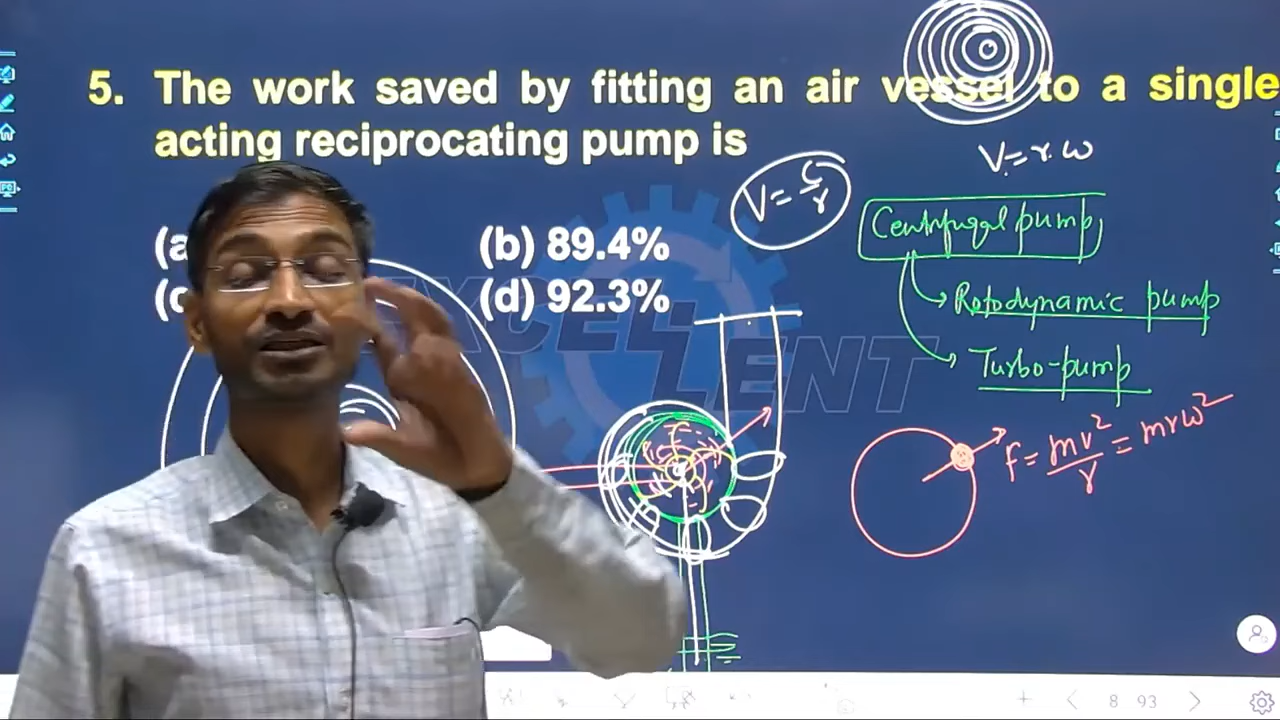 5. The work saved by fitting an air vessel to a single
acting reciprocating pump is
(a
(b) 89.4%
(c
(d) 92.3%
V = r.ω
V = C/r
Centrifugal pump
Rotodynamic pump
Turbo-pump
f = mv²/r = mrω²
EXCELLENT
8 93